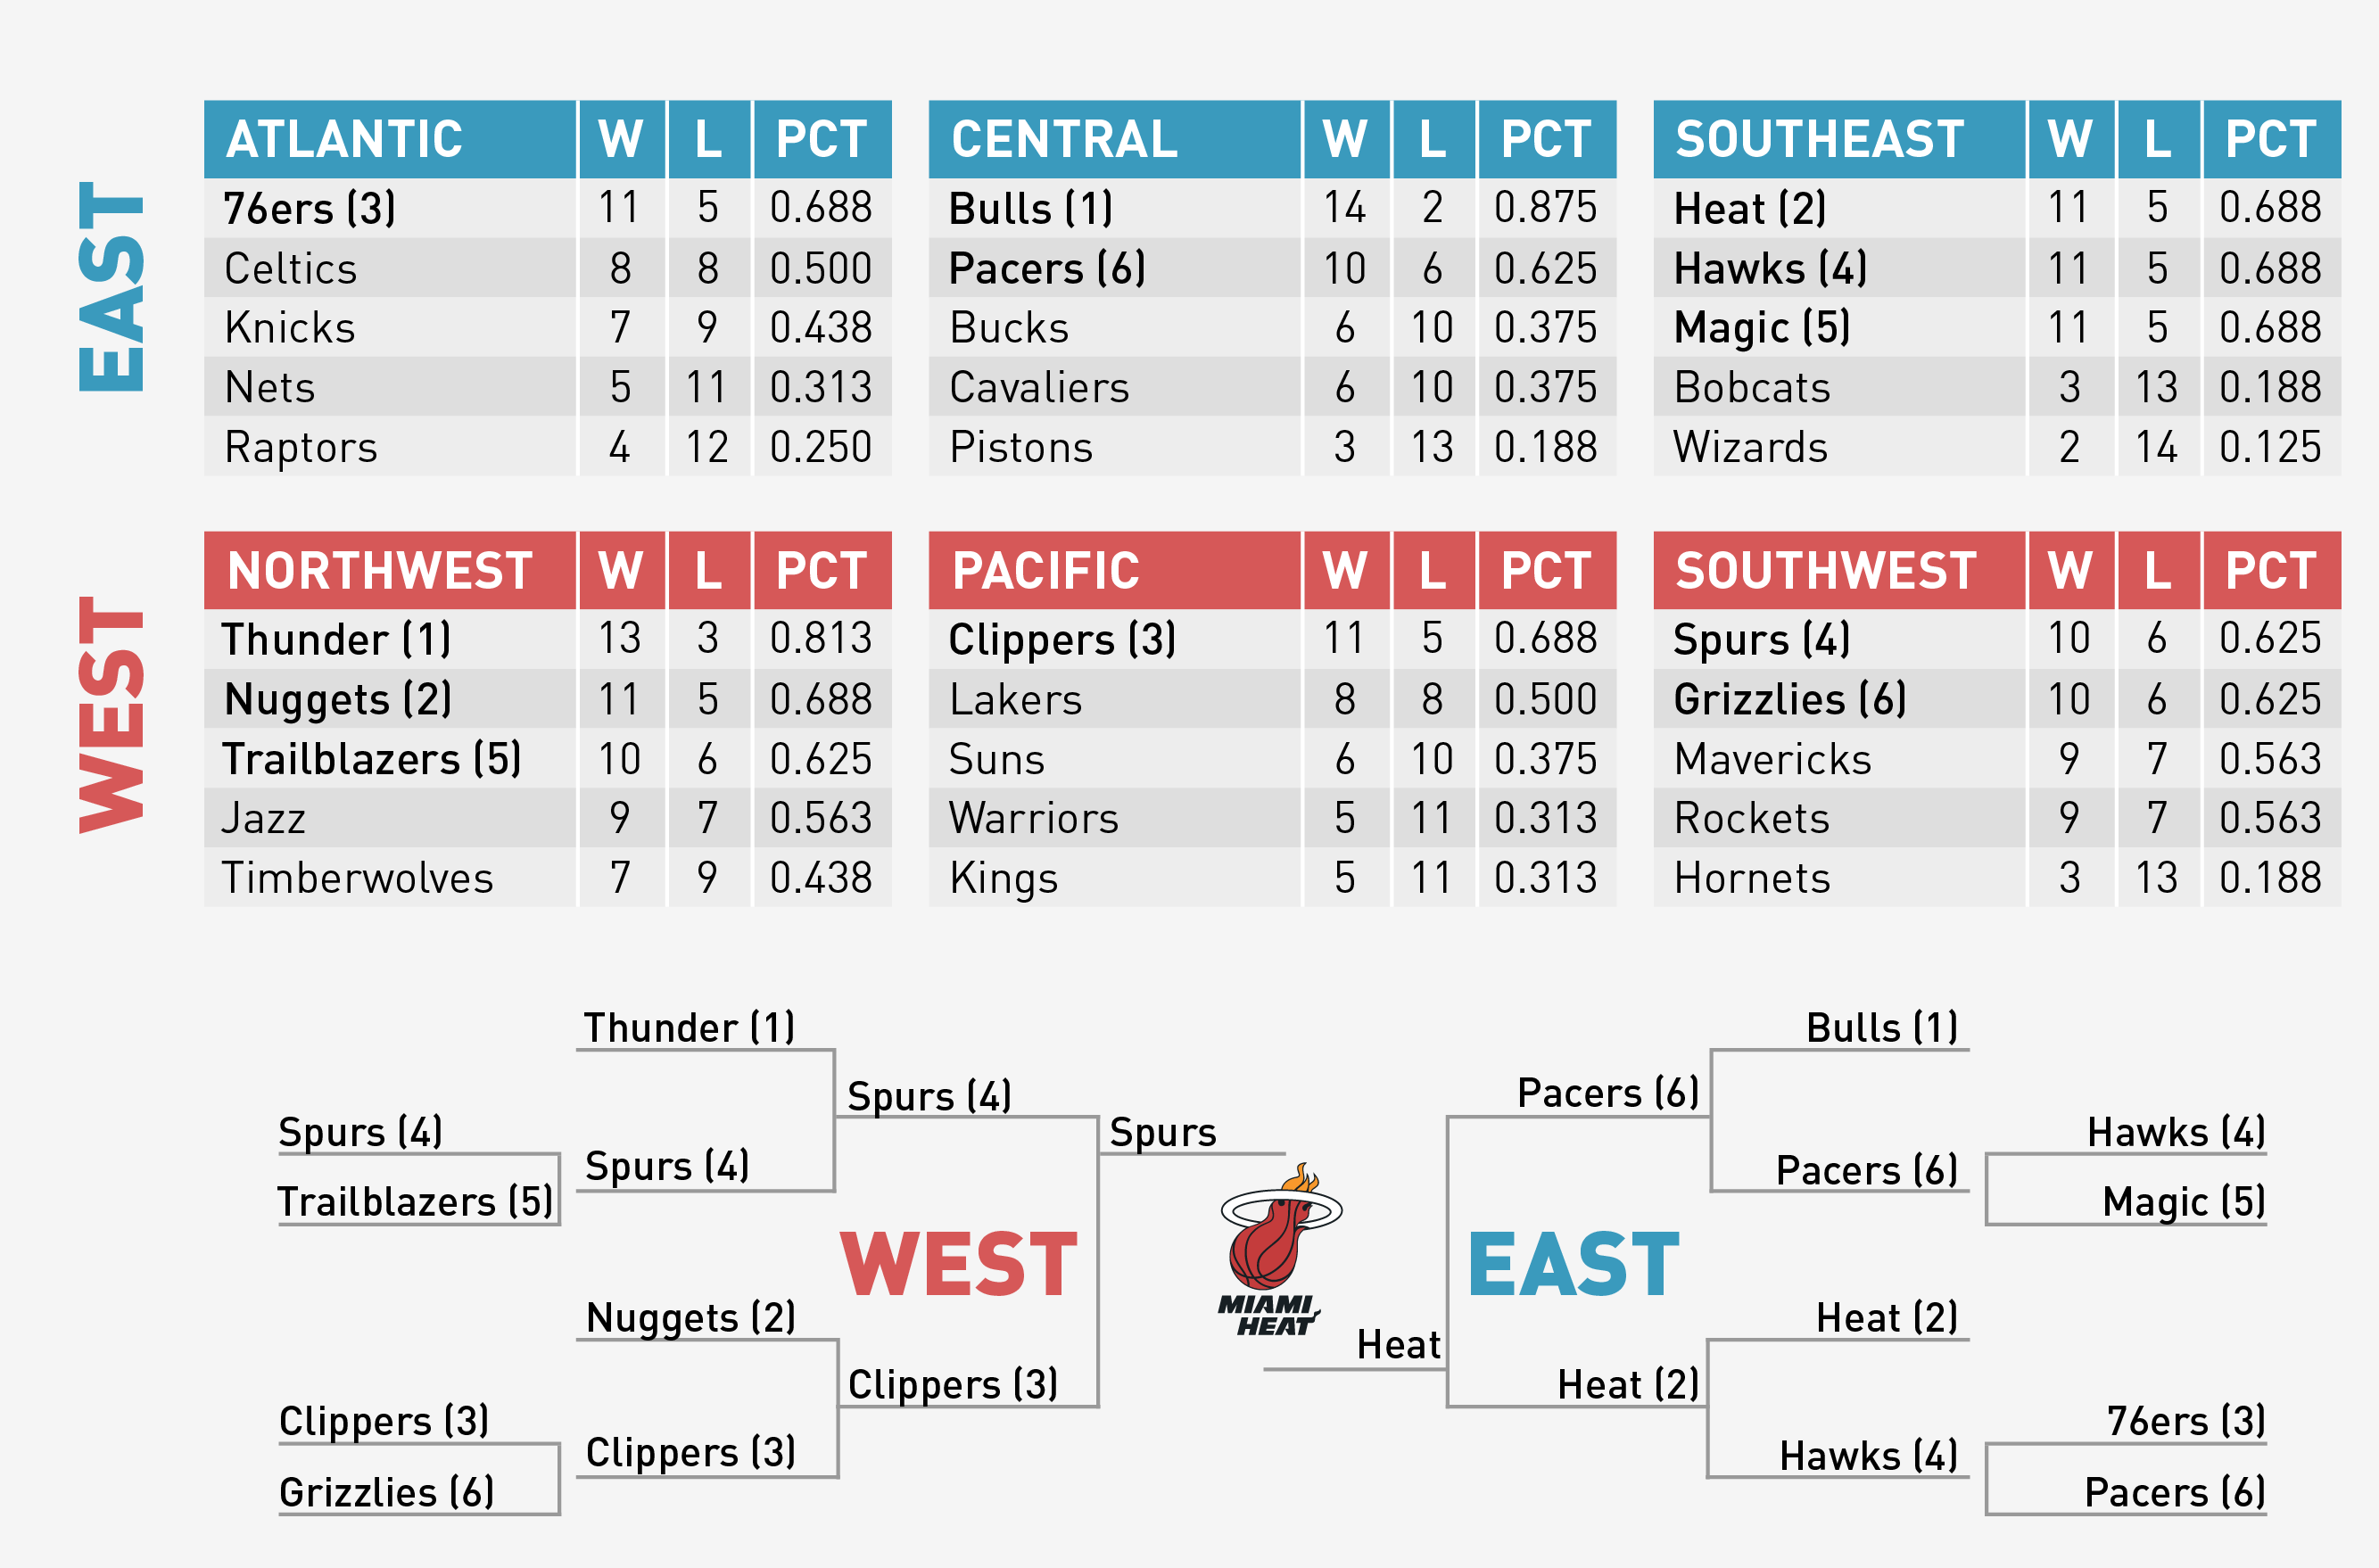 EAST
ATLANTIC W L PCT
76ers (3) 11 5 0.688
Celtics 8 8 0.500
Knicks 7 9 0.438
Nets 5 11 0.313
Raptors 4 12 0.250
CENTRAL W L PCT
Bulls (1) 14 2 0.875
Pacers (6) 10 6 0.625
Bucks 6 10 0.375
Cavaliers 6 10 0.375
Pistons 3 13 0.188
SOUTHEAST W L PCT
Heat (2) 11 5 0.688
Hawks (4) 11 5 0.688
Magic (5) 11 5 0.688
Bobcats 3 13 0.188
Wizards 2 14 0.125
WEST
NORTHWEST W L PCT
Thunder (1) 13 3 0.813
Nuggets (2) 11 5 0.688
Trailblazers (5) 10 6 0.625
Jazz 9 7 0.563
Timberwolves 7 9 0.438
PACIFIC W L PCT
Clippers (3) 11 5 0.688
Lakers 8 8 0.500
Suns 6 10 0.375
Warriors 5 11 0.313
Kings 5 11 0.313
SOUTHWEST W L PCT
Spurs (4) 10 6 0.625
Grizzlies (6) 10 6 0.625
Mavericks 9 7 0.563
Rockets 9 7 0.563
Hornets 3 13 0.188
Spurs (4)
Trailblazers (5)
Clippers (3)
Grizzlies (6)
Thunder (1)
Spurs (4)
Nuggets (2)
Clippers (3)
Spurs (4)
WEST
Clippers (3)
Spurs
MIAMI
HEAT
Heat
Pacers (6)
EAST
Heat (2)
Bulls (1)
Pacers (6)
Heat (2)
Hawks (4)
Hawks (4)
Magic (5)
76ers (3)
Pacers (6)